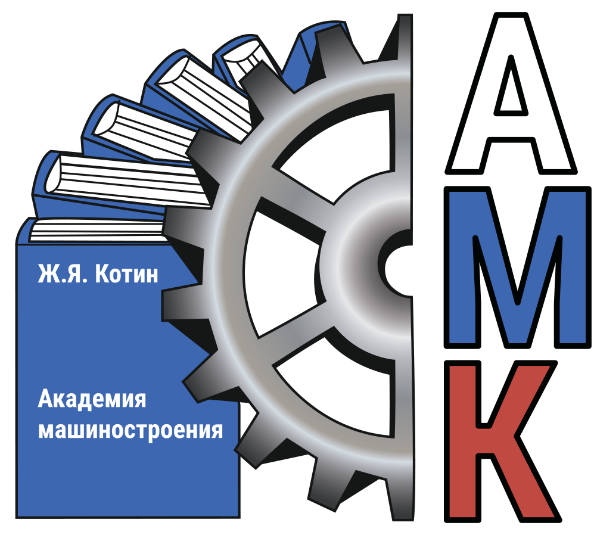 Ж.Я. Котин
Академия
машиностроения
А
М
К